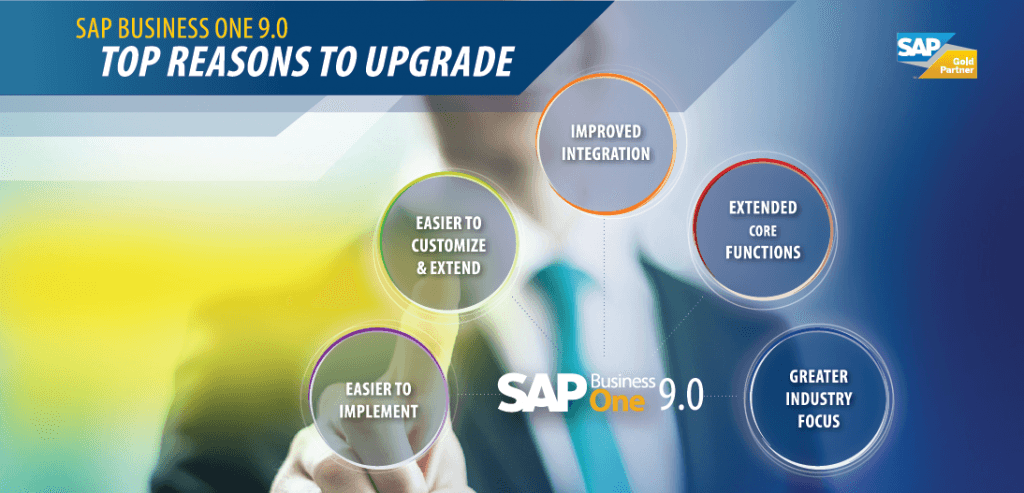 SAP BUSINESS ONE 9.0
TOP REASONS TO UPGRADE
SAP
Gold
Partner
IMPROVED
INTEGRATION
EASIER TO
CUSTOMIZE
& EXTEND
EXTENDED
CORE
FUNCTIONS
EASIER TO
IMPLEMENT
SAP Business One 9.0
GREATER
INDUSTRY
FOCUS